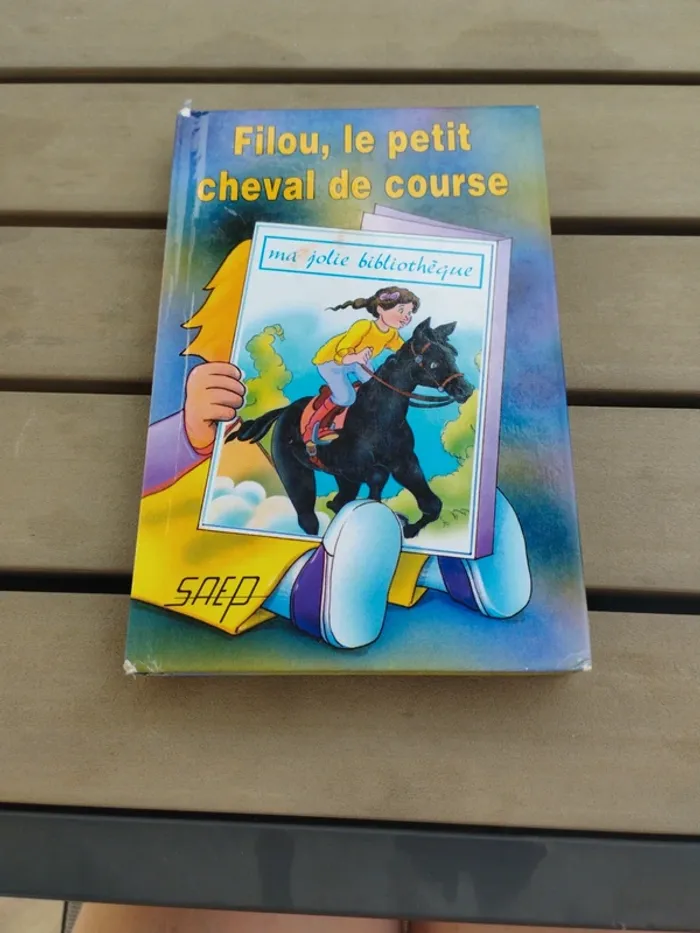 Filou, le petit
cheval de course
ma jolie bibliothèque
SAEP